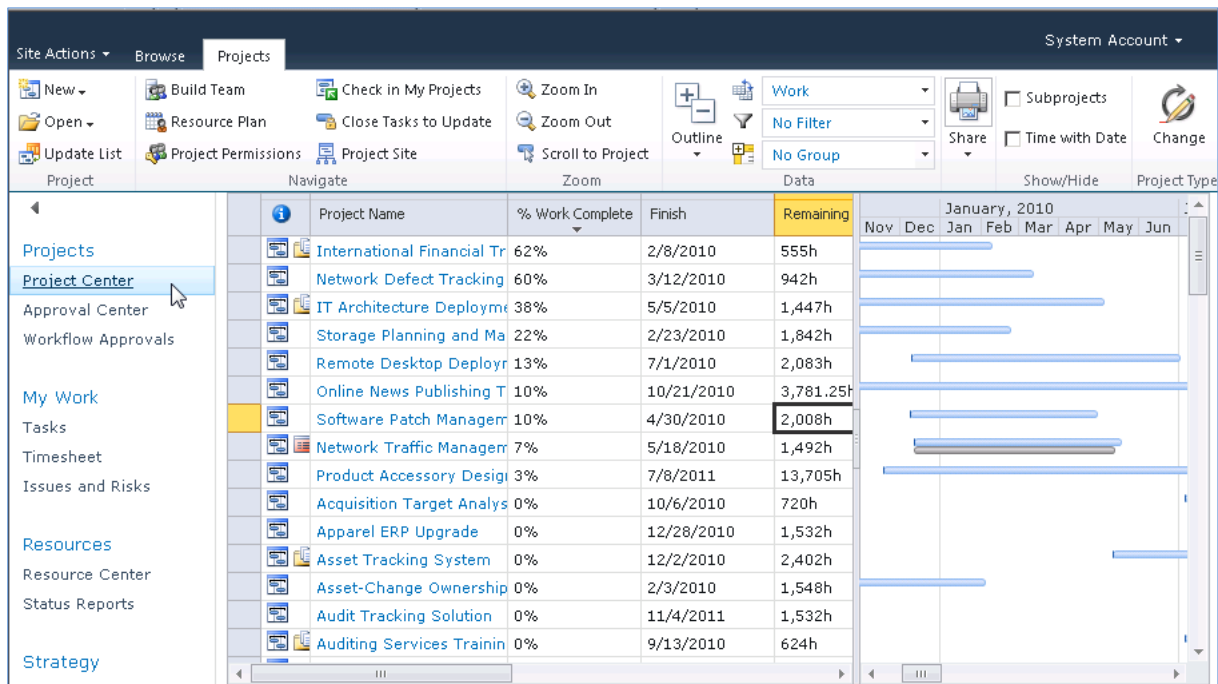 System Account
Site Actions Browse Projects
New Build Team Check in My Projects Zoom In Work Subprojects
Open Resource Plan Close Tasks to Update Zoom Out Outline No Filter Share Time with Date Change
Update List Project Permissions Project Site Scroll to Project No Group
Project Navigate Zoom Data Show/Hide Project Type
Project Name % Work Complete Finish Remaining January, 2010
Nov Dec Jan Feb Mar Apr May Jun
Projects
Project Center
Approval Center
Workflow Approvals
My Work
Tasks
Timesheet
Issues and Risks
Resources
Resource Center
Status Reports
Strategy
International Financial Tr 62% 2/8/2010 555h
Network Defect Tracking 60% 3/12/2010 942h
IT Architecture Deployme 38% 5/5/2010 1,447h
Storage Planning and Ma 22% 2/23/2010 1,842h
Remote Desktop Deployr 13% 7/1/2010 2,083h
Online News Publishing T 10% 10/21/2010 3,781.25h
Software Patch Managem 10% 4/30/2010 2,008h
Network Traffic Managem 7% 5/18/2010 1,492h
Product Accessory Desig 3% 7/8/2011 13,705h
Acquisition Target Analys 0% 10/6/2010 720h
Apparel ERP Upgrade 0% 12/28/2010 1,532h
Asset Tracking System 0% 12/2/2010 2,402h
Asset-Change Ownership 0% 2/3/2010 1,548h
Audit Tracking Solution 0% 11/4/2011 1,532h
Auditing Services Trainin 0% 9/13/2010 624h